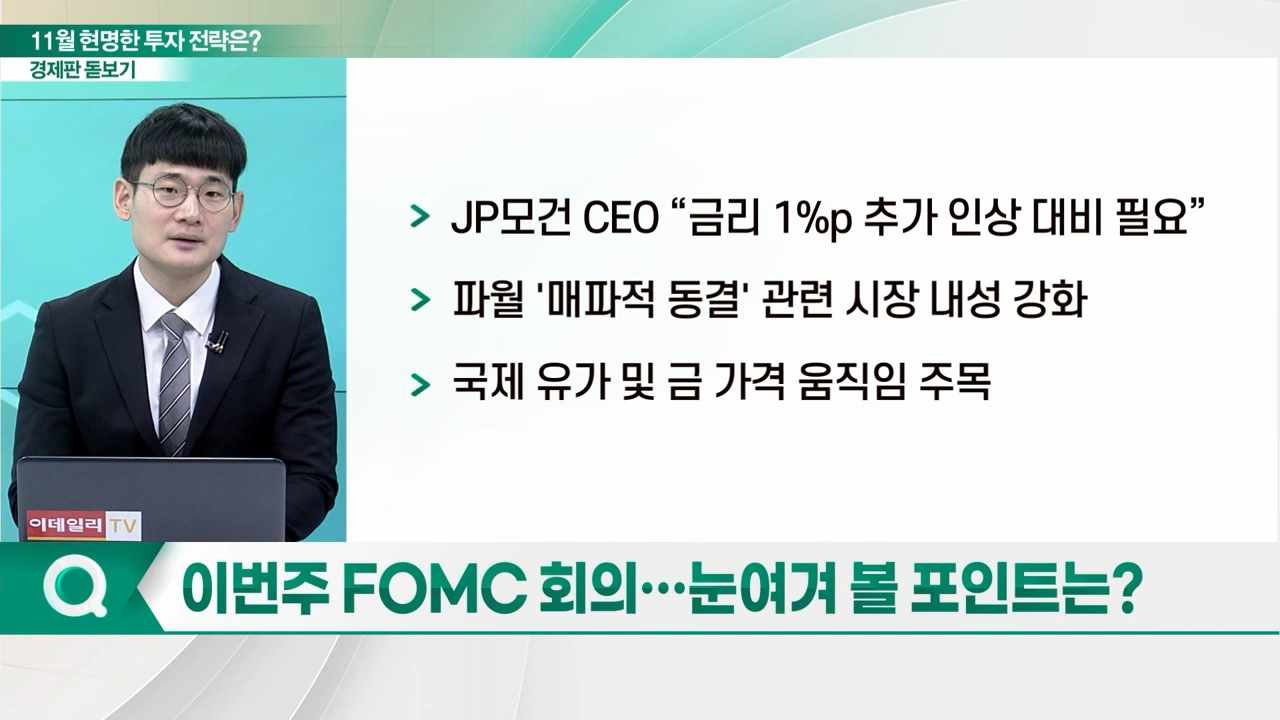 11월 현명한 투자 전략은?
경제판 돋보기
> JP모건 CEO “금리 1%p 추가 인상 대비 필요”
> 파월 '매파적 동결' 관련 시장 내성 강화
> 국제 유가 및 금 가격 움직임 주목
이데일리 TV
이번주 FOMC 회의…눈여겨 볼 포인트는?